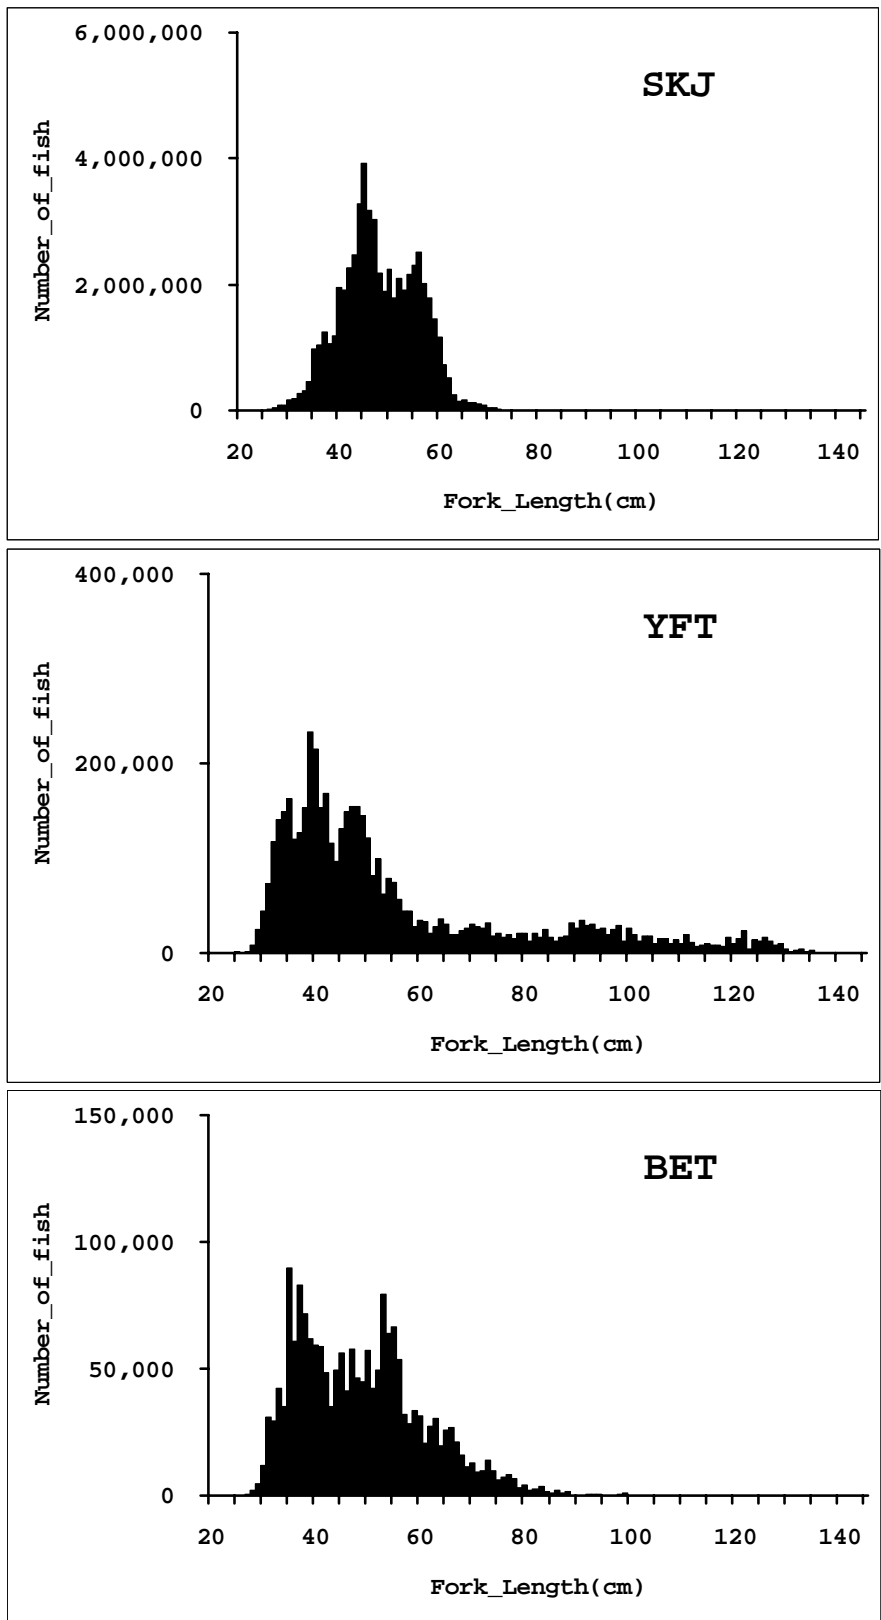 6,000,000
SKJ
4,000,000
2,000,000
0
Number_of_fish
20 40 60 80 100 120 140
Fork_Length(cm)
400,000
YFT
200,000
0
Number_of_fish
20 40 60 80 100 120 140
Fork_Length(cm)
150,000
BET
100,000
50,000
0
Number_of_fish
20 40 60 80 100 120 140
Fork_Length(cm)